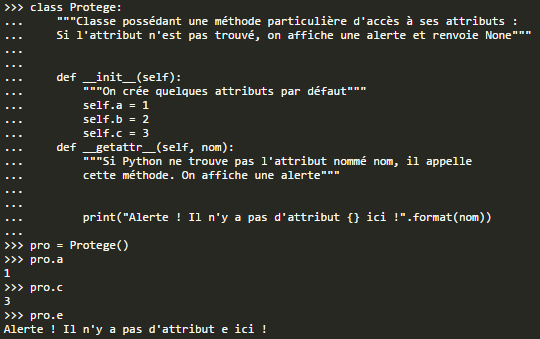 >>> class Protege:
...     """Classe possédant une méthode particulière d'accès à ses attributs :
...     Si l'attribut n'est pas trouvé, on affiche une alerte et renvoie None"""
...
...
...     def __init__(self):
...         """On crée quelques attributs par défaut"""
...         self.a = 1
...         self.b = 2
...         self.c = 3
...     def __getattr__(self, nom):
...         """Si Python ne trouve pas l'attribut nommé nom, il appelle
...         cette méthode. On affiche une alerte"""
...
...
...         print("Alerte ! Il n'y a pas d'attribut {} ici !".format(nom))
...
>>> pro = Protege()
>>> pro.a
1
>>> pro.c
3
>>> pro.e
Alerte ! Il n'y a pas d'attribut e ici !